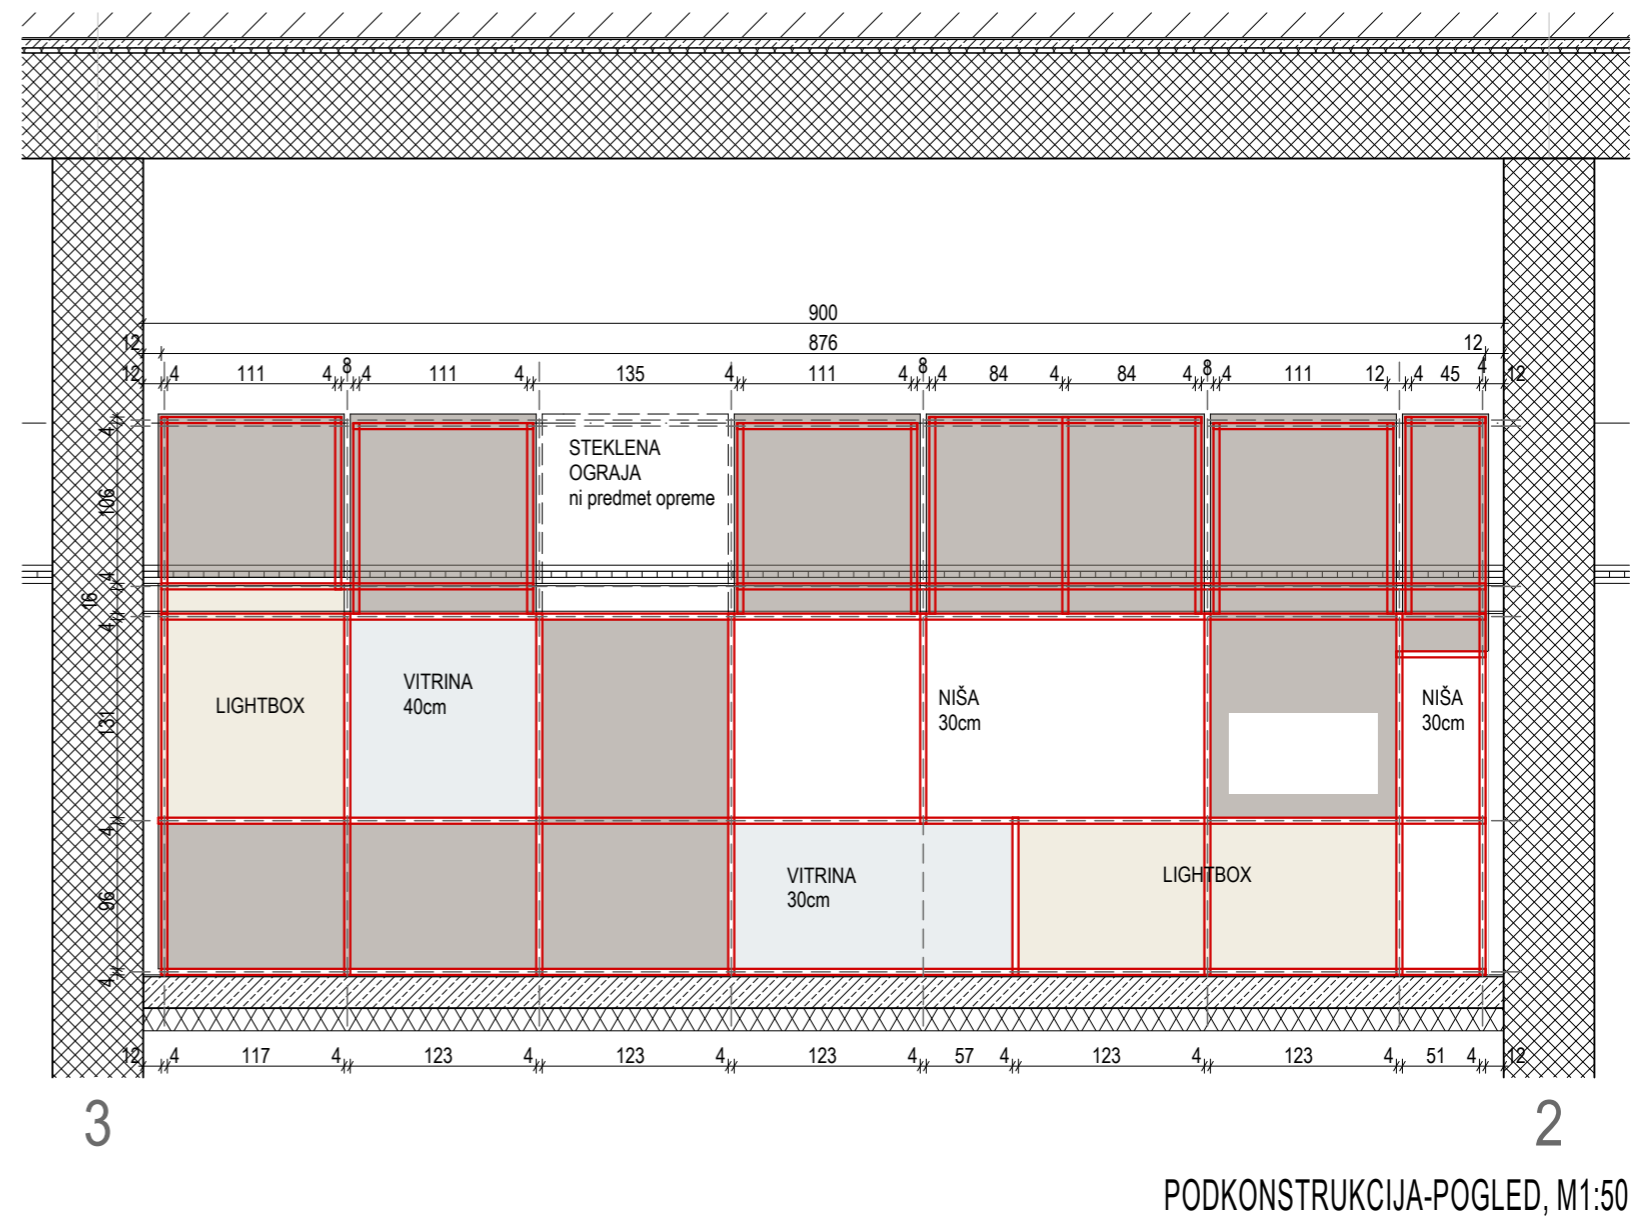 900
12 876 12
12 4 111 4 8 4 111 4 135 4 111 4 8 4 84 4 84 4 8 4 111 12 4 45 4 12
4
106
4
16
4
131
4
96
4
STEKLENA
OGRAJA
ni predmet opreme
LIGHTBOX
VITRINA
40cm
NIŠA
30cm
NIŠA
30cm
VITRINA
30cm
LIGHTBOX
12 4 117 4 123 4 123 4 123 4 57 4 123 4 123 4 51 4 12
3 2
PODKONSTRUKCIJA-POGLED, M1:50